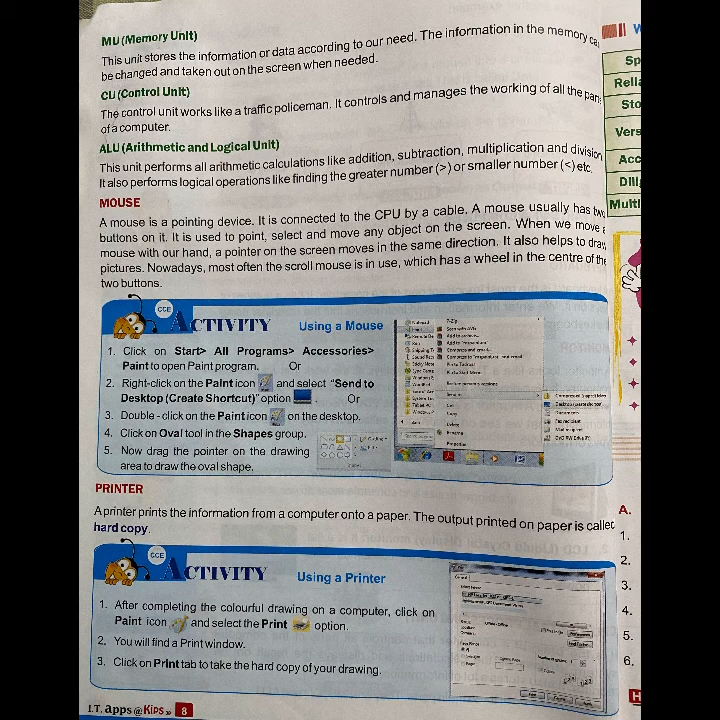 MU (Memory Unit)
This unit stores the information or data according to our need. The information in the memory ca
be changed and taken out on the screen when needed.
CU (Control Unit)
The control unit works like a traffic policeman. It controls and manages the working of all the part
of a computer.
ALU (Arithmetic and Logical Unit)
This unit performs all arithmetic calculations like addition, subtraction, multiplication and division.
It also performs logical operations like finding the greater number (>) or smaller number (<) etc.
MOUSE
A mouse is a pointing device. It is connected to the CPU by a cable. A mouse usually has two
buttons on it. It is used to point, select and move any object on the screen. When we move a
mouse with our hand, a pointer on the screen moves in the same direction. It also helps to draw
pictures. Nowadays, most often the scroll mouse is in use, which has a wheel in the centre of the
two buttons.
CCE
ACTIVITY Using a Mouse
1. Click on Start> All Programs> Accessories>
Paint to open Paint program. Or
2. Right-click on the Paint icon and select "Send to
Desktop (Create Shortcut)" option . Or
3. Double - click on the Paint icon on the desktop.
4. Click on Oval tool in the Shapes group.
5. Now drag the pointer on the drawing
area to draw the oval shape.
PRINTER
A printer prints the information from a computer onto a paper. The output printed on paper is called
hard copy.
CCE
ACTIVITY Using a Printer
1. After completing the colourful drawing on a computer, click on
Paint icon and select the Print option.
2. You will find a Print window.
3. Click on Print tab to take the hard copy of your drawing.
I.T. apps @ KiDS 8
W
Sp
Relia
Sto
Vers
Acc
Dilig
Multi
A.
1.
2.
3.
4.
5.
6.
H